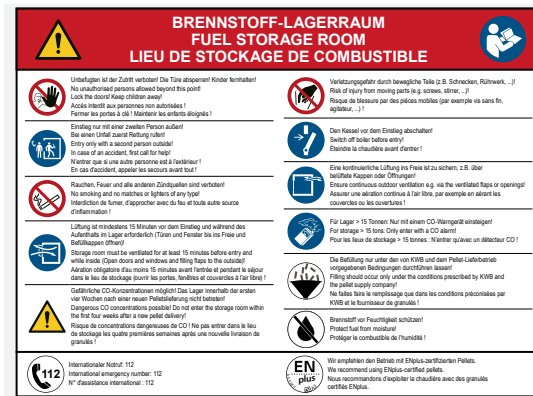 BRENNSTOFF-LAGERRAUM
FUEL STORAGE ROOM
LIEU DE STOCKAGE DE COMBUSTIBLE
Unbefugten ist der Zutritt verboten! Die Türe absperren! Kinder fernhalten!
No unauthorised persons allowed beyond this point!
Lock the doors! Keep children away!
Accès interdit aux personnes non autorisées !
Fermer les portes à clé ! Maintenir les enfants éloignés !
Einstieg nur mit einer zweiten Person außen!
Bei einen Unfall zuerst Rettung rufen!
Entry only with a second person outside!
In case of an accident, first call for help!
N'entrer que si une autre personne est à l'extérieur !
En cas d'accident, appeler les secours avant tout !
Rauchen, Feuer und alle anderen Zündquellen sind verboten!
No smoking and no matches or lighters of any type!
Interdiction de fumer, d'approcher avec du feu et toute autre source
d'inflammation !
Lüftung ist mindestens 15 Minuten vor dem Einstieg und während des
Aufenthalts im Lager erforderlich (Türen und Fenster bis ins Freie und
Befüllkappen öffnen)!
Storage room must be ventilated for at least 15 minutes before entry and
while inside (Open doors and windows and filling flaps to the outside)!
Aération obligatoire d'au moins 15 minutes avant l'entrée et pendant le séjour
dans le lieu de stockage (ouvrir les portes, fenêtres et couvercles à l'air libre) !
Gefährliche CO-Konzentrationen möglich! Das Lager innerhalb der ersten
vier Wochen nach einer neuen Pelletslieferung nicht betreten!
Dangerous CO concentrations possible! Do not enter the storage room within
the first four weeks after a new pellet delivery!
Risque de concentrations dangereuses de CO ! Ne pas entrer dans le lieu
de stockage les quatre premières semaines après une nouvelle livraison de
granulés !
112
Internationaler Notruf: 112
International emergency number: 112
N° d'assistance international : 112
Verletzungsgefahr durch bewegliche Teile (z.B. Schnecken, Rührwerk, ...)!
Risk of injury from moving parts (e.g. screws, stirrer, ...)!
Risque de blessure par des pièces mobiles (par exemple vis sans fin,
agitateur, ...) !
Den Kessel vor dem Einstieg abschalten!
Switch off boiler before entry!
Éteindre la chaudière avant d'entrer !
Eine kontinuierliche Lüftung ins Freie ist zu sichern, z.B. über
belüftete Kappen oder Öffnungen!
Ensure continuous outdoor ventilation e.g. via the ventilated flaps or openings!
Assurer une aération continue à l'air libre, par exemple en aérant les
couvercles ou les ouvertures !
Für Lager > 15 Tonnen: Nur mit einem CO-Warngerät einsteigen!
For storage > 15 tons: Only enter with a CO alarm!
Pour les lieux de stockage > 15 tonnes : N'entrer qu'avec un détecteur CO !
Die Befüllung nur unter den von KWB und dem Pellet-Lieferbetrieb
vorgegebenen Bedingungen durchführen lassen!
Filling should occur only under the conditions prescribed by KWB and
the pellet supply company!
Ne faites faire le remplissage que dans les conditions préconisées par
KWB et le fournisseur de granulés !
Brennstoff vor Feuchtigkeit schützen!
Protect fuel from moisture!
Protéger le combustible de l'humidité !
EN
plus
Wir empfehlen den Betrieb mit ENplus-zertifizierten Pellets.
We recommend using ENplus-certified pellets.
Nous recommandons d'exploiter la chaudière avec des granulés
certifiés ENplus.